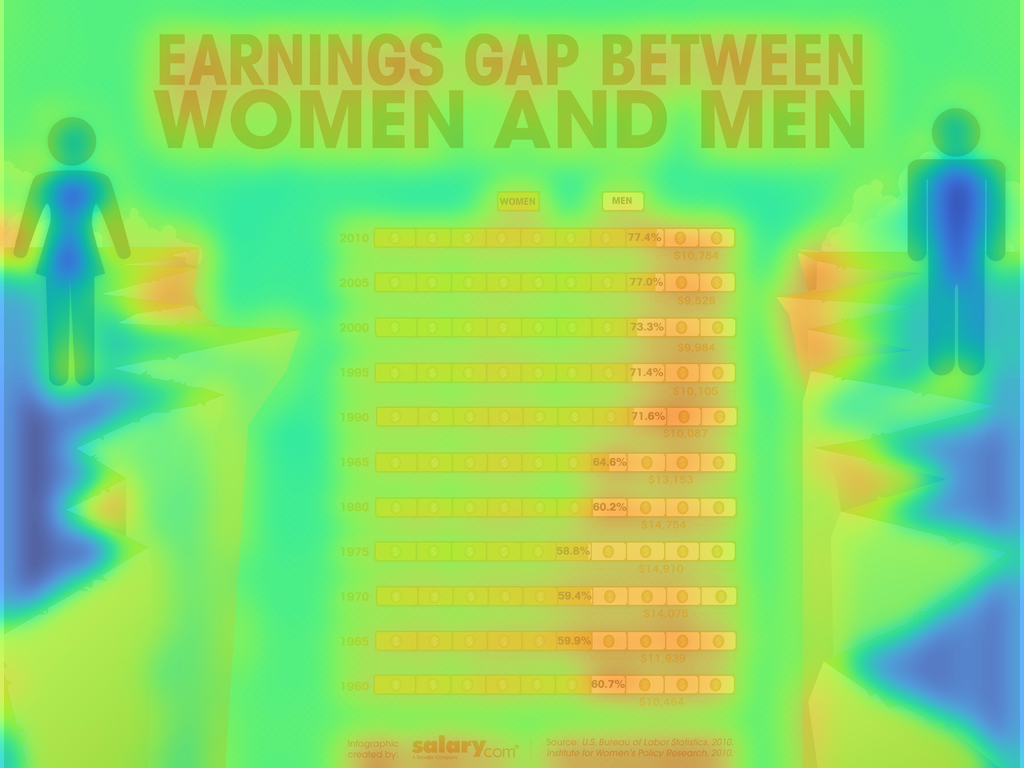 EARNINGS GAP BETWEEN
WOMEN AND MEN
WOMEN MEN
2010 77.4%
$10,784
2005 77.0%
$9,528
2000 73.3%
$9,984
1995 71.4%
$10,105
1990 71.6%
$10,087
1965 64.6%
$13,153
1980 60.2%
$14,754
1975 58.8%
$14,910
1970 59.4%
$14,075
1965 59.9%
$11,939
1960 60.7%
$10,464
Infographic
created by:
salary.com
Source: U.S. Bureau of Labor Statistics, 2010.
Institute for Women's Policy Research, 2010.